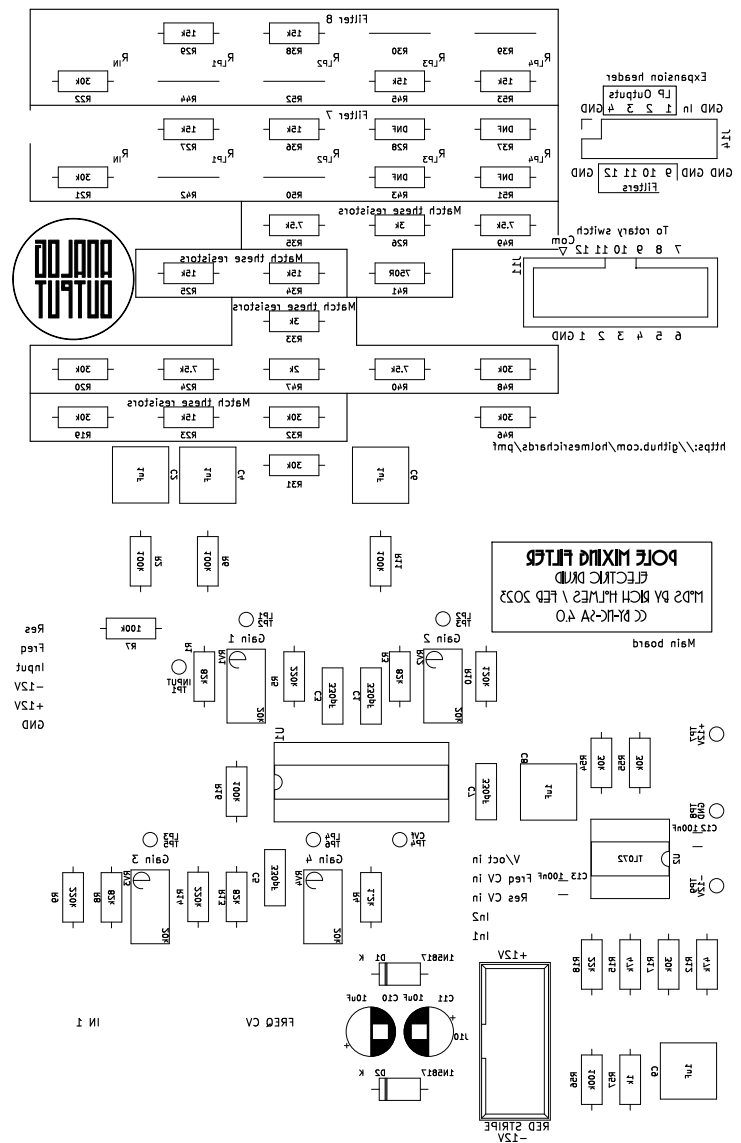 Filter 8
15k
R29
15k
R38
R30
R39
RIN
RLP1
RLP2
RLP3
RLP4
30k
R22
R44
R52
15k
R45
15k
R53
Filter 7
15k
R27
15k
R36
DNF
R28
DNF
R37
RIN
RLP1
RLP2
RLP3
RLP4
30k
R21
R42
R50
DNF
R43
DNF
R51
Match these resistors
7.5k
R35
3k
R26
7.5k
R49
Match these resistors
15k
R25
15k
R34
750R
R41
Match these resistors
3k
R33
30k
R20
7.5k
R24
2k
R47
7.5k
R40
30k
R48
Match these resistors
30k
R19
15k
R23
30k
R32
30k
R46
30k
R31
Expansion header
LP Outputs
GND In 1 2 3 4 GND
J14
GND GND 9 10 11 12 GND
Filters
To rotary switch
Com
7 8 9 10 11 12
J11
6 5 4 3 2 1 GND
ANALOG
OUTPUT
https://github.com/holmesrichards/pmf
1uF
C2
1uF
C4
1uF
C6
100k
R2
100k
R6
100k
R11
POLE MIXING FILTER
ELECTRIC DRUID
MODS BY RICH HOLMES / FEB 2023
CC BY-NC-SA 4.0
Main board
Res
Freq
Input
-12V
+12V
GND
100k
R7
INPUT
TP1
R1
82k
LP1
TP2
Gain 1
RV1
20k
R5
220k
C3
330pF
C1
330pF
R3
82k
LP2
TP3
Gain 2
RV2
20k
R10
120k
U1
R16
100k
C7
330pF
C8
1uF
R54
30k
R55
30k
+12V
TP7
GND
TP8
C12 100nF
U2
TL072
-12V
TP9
C13 100nF
V/oct in
Freq CV in
Res CV in
In2
In1
LP3
TP5
Gain 3
RV3
20k
LP4
TP6
Gain 4
RV4
20k
CV1
TP4
R9
220k
R8
82k
R14
220k
R13
82k
C5
330pF
R4
1.2k
D1
K
1N5817
C10
10uF
C11
10uF
J10
D2
K
1N5817
+12V
RED STRIPE
-12V
R18
22k
R15
47k
R17
30k
R12
47k
R56
100k
R57
1k
C9
1uF
IN 1
FREQ CV